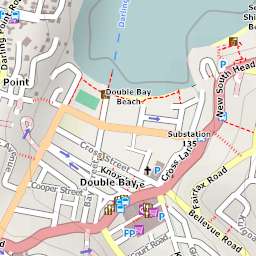 Darling Point Road
Darling
New South Head
Point
Double Bay
Beach
Substation
135
Cross Street
Knox
Cross Lane
Cooper Street
Double Bay
Fairfax Road
Bellevue Road
Court Road
FP
P
P
P